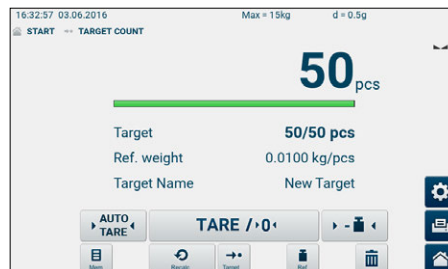 16:32:57 03.06.2016 Max = 15kg d = 0.5g
START TARGET COUNT
50 pcs
Target 50/50 pcs
Ref. weight 0.0100 kg/pcs
Target Name New Target
AUTO TARE TARE /›0‹
Mem Recalc Target Ref